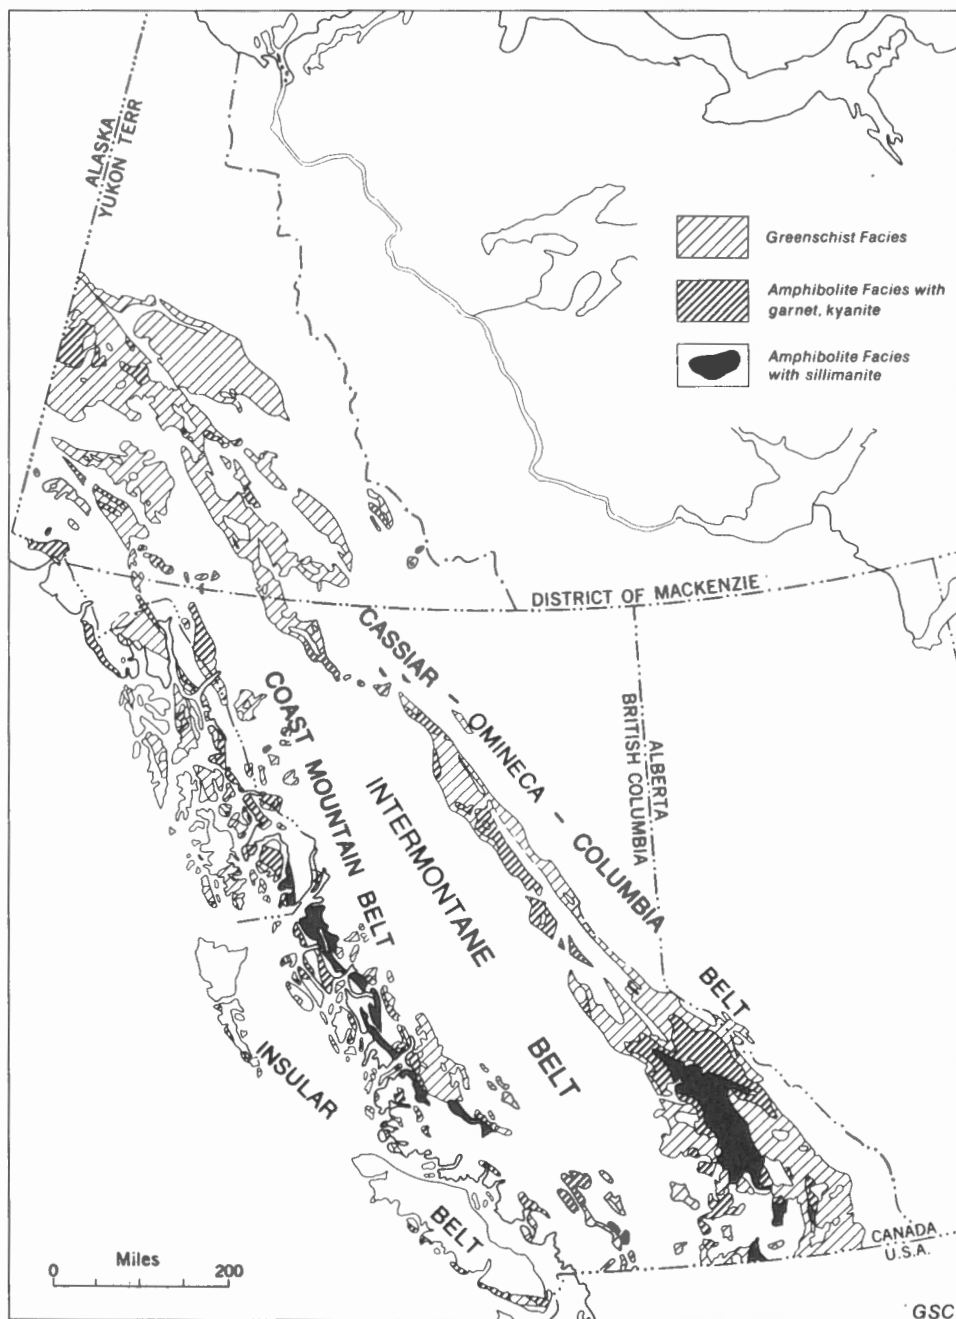 ALASKA
YUKON TERR
Greenschist Facies
Amphibolite Facies with
garnet, kyanite
Amphibolite Facies
with sillimanite
DISTRICT OF MACKENZIE
CASSIAR - OMINECA - COLUMBIA BELT
ALBERTA
BRITISH COLUMBIA
COAST MOUNTAIN BELT
INTERMONTANE BELT
INSULAR BELT
CANADA
U.S.A.
Miles
0 200
GSC